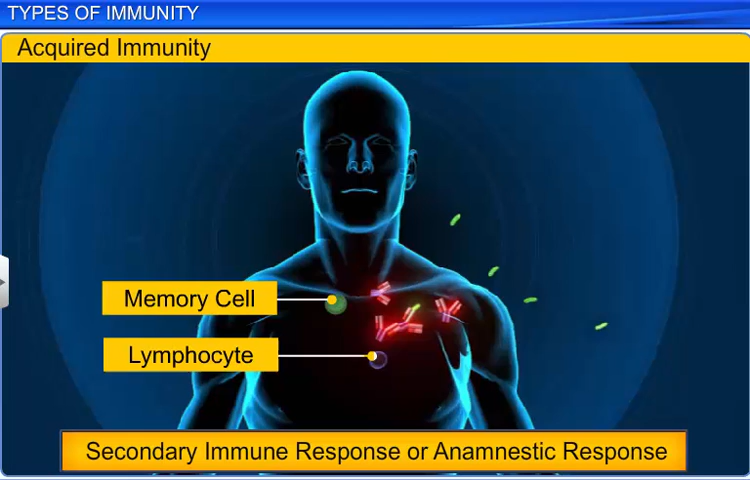 TYPES OF IMMUNITY
Acquired Immunity
Memory Cell
Lymphocyte
Secondary Immune Response or Anamnestic Response